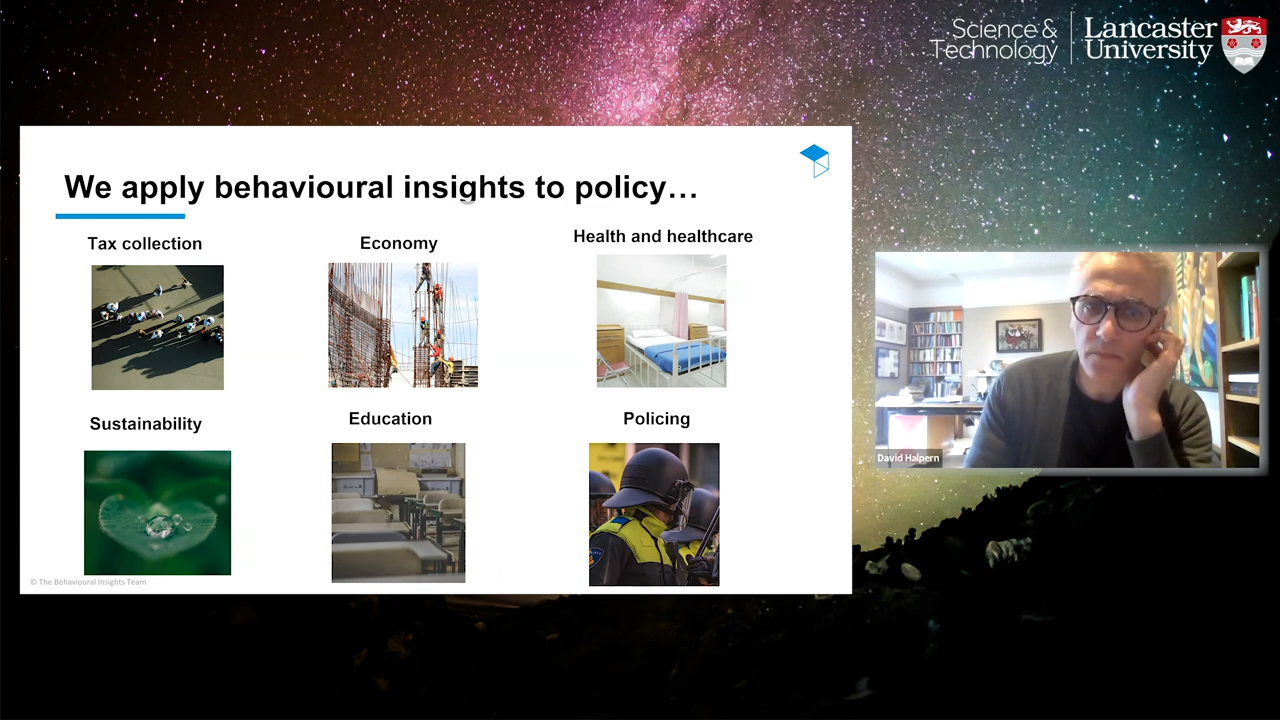 Science &
Technology
Lancaster
University
We apply behavioural insights to policy…
Tax collection
Economy
Health and healthcare
Sustainability
Education
Policing
© The Behavioural Insights Team
David Halpern